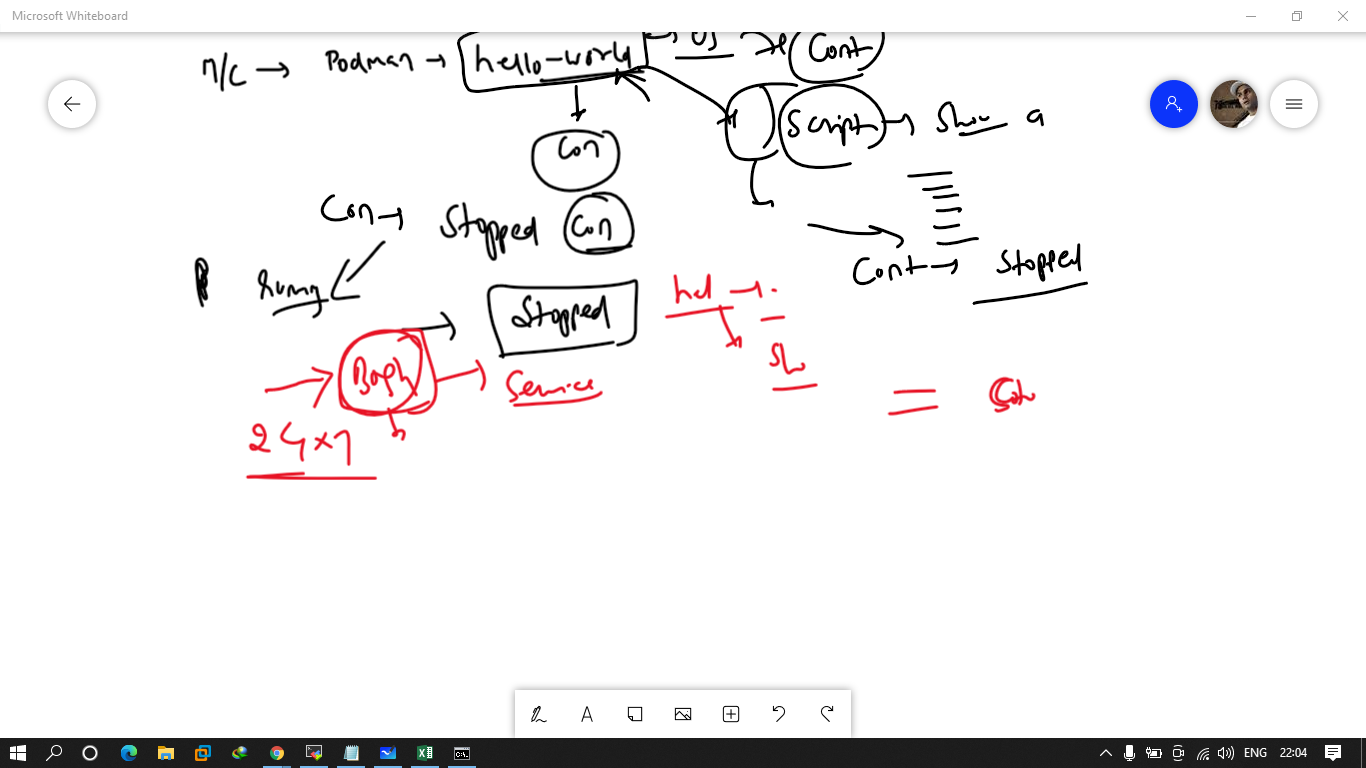 Microsoft Whiteboard
M/C → Podman → hello-world → OS → Cont
Script → Show a
Con
Con → Stopped Con
Cont → Stopped
Stopped
hel → .
Sh
Service
24x7
A
ENG 22:04